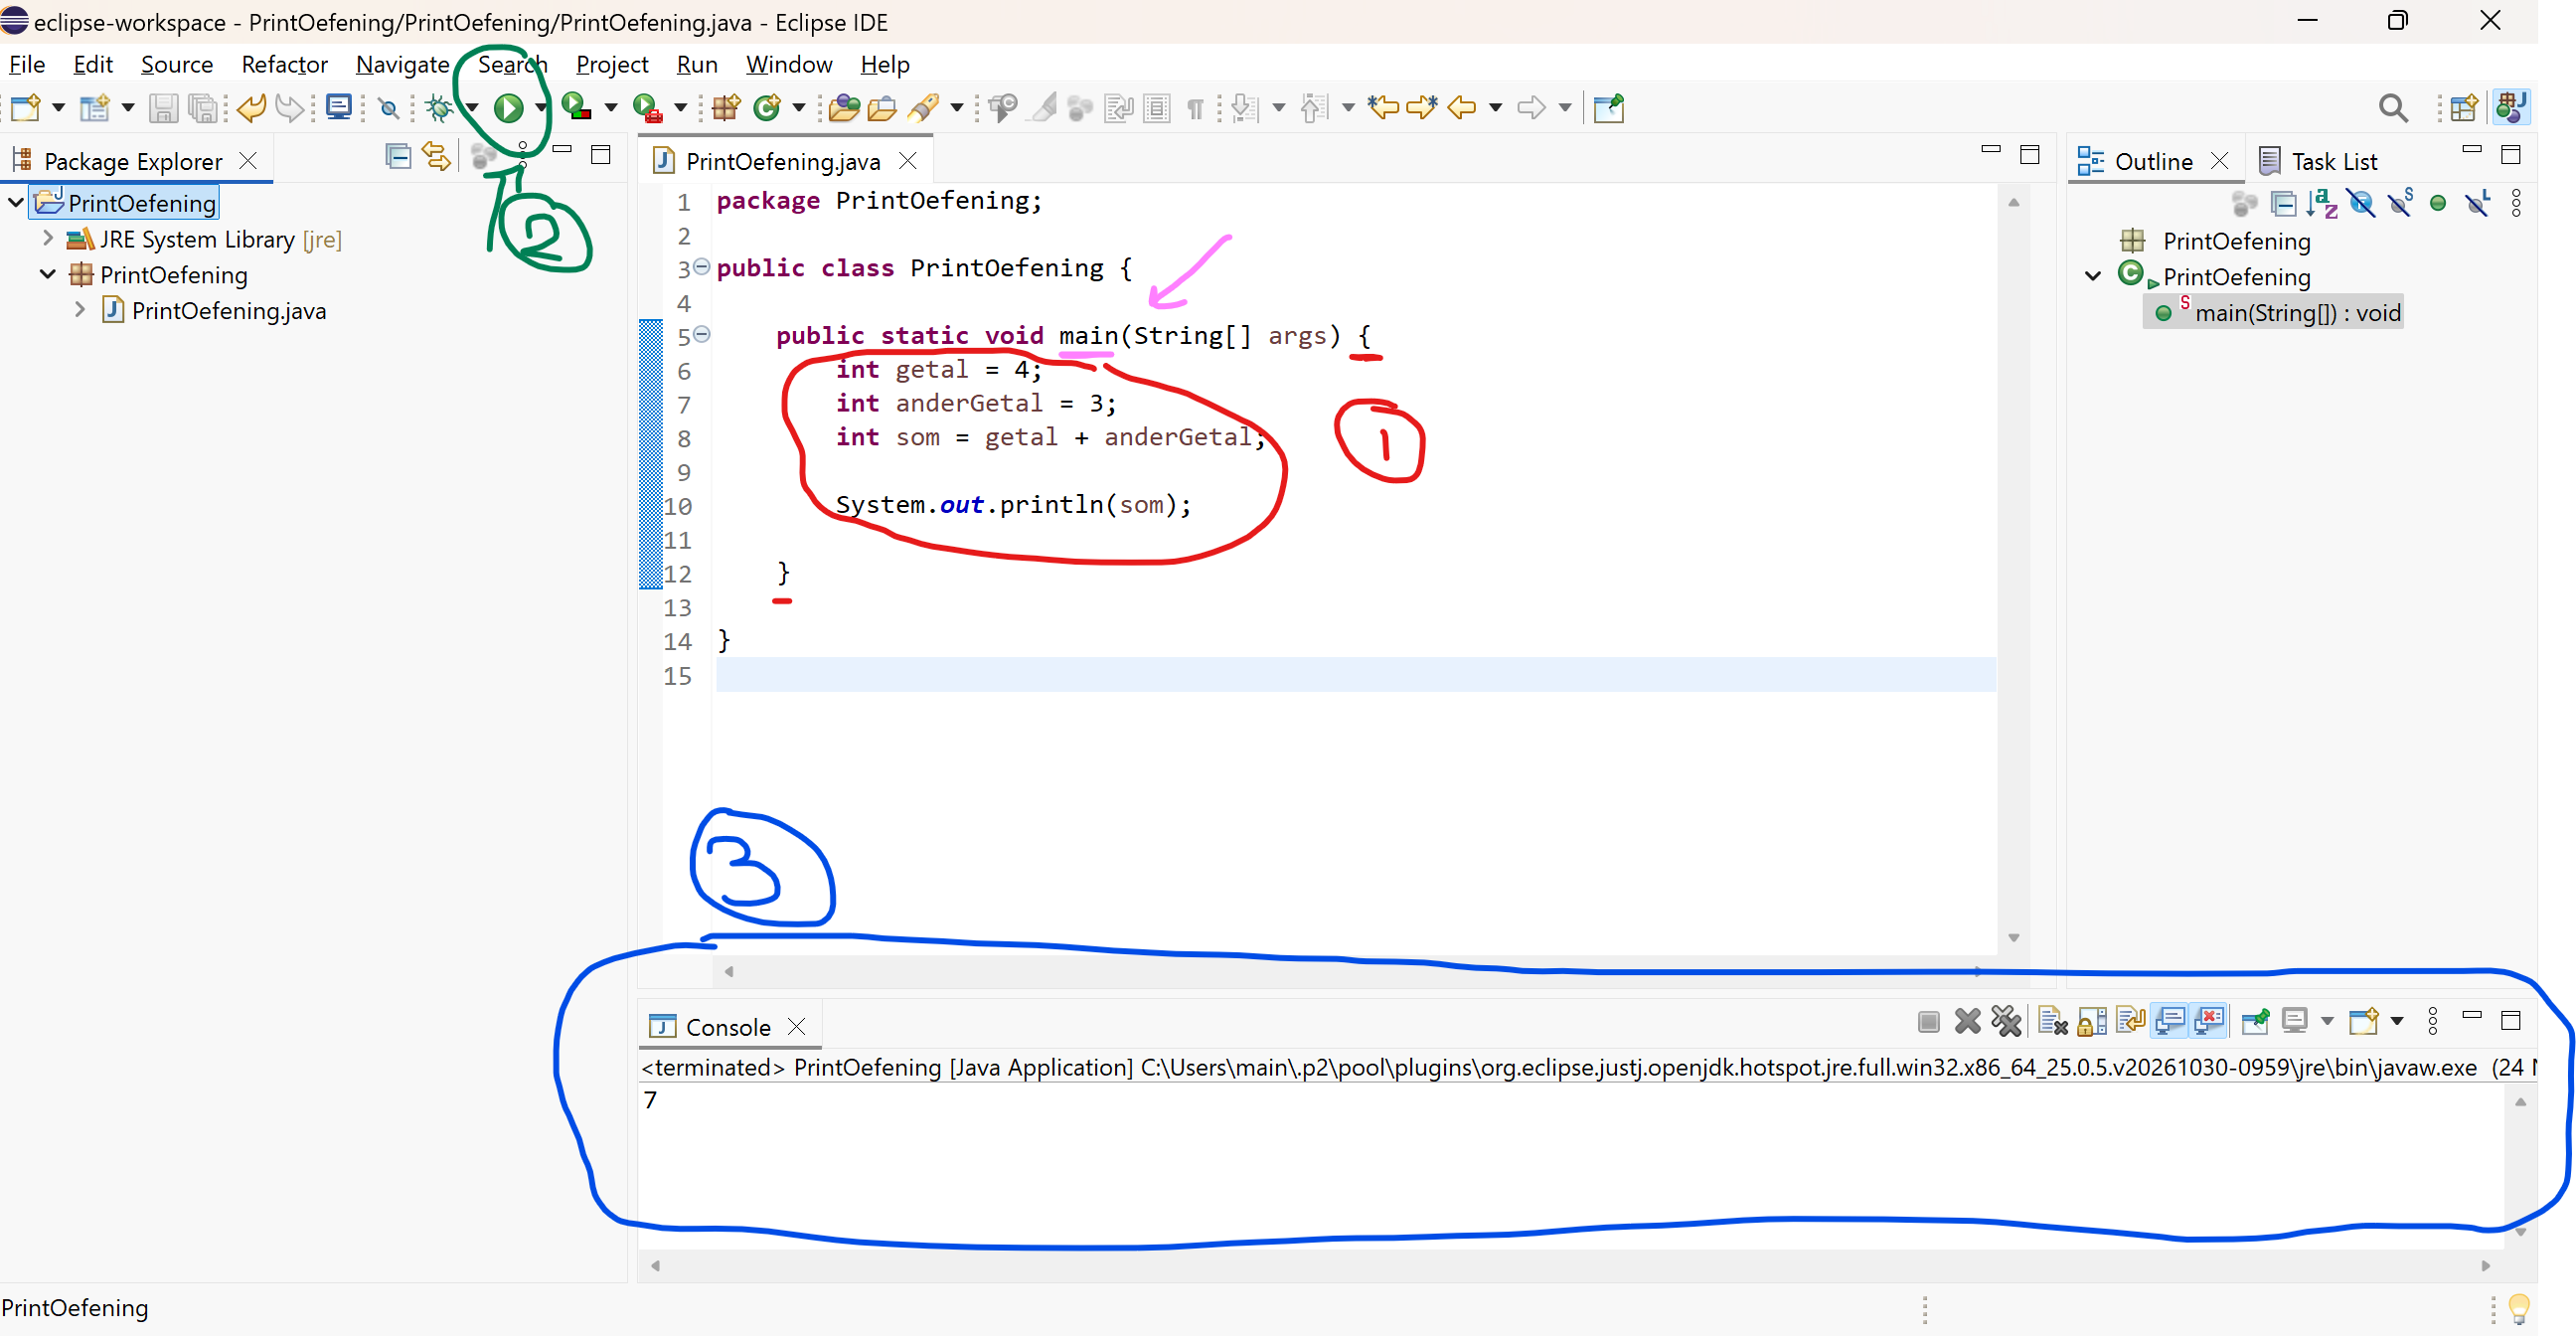 eclipse-workspace - PrintOefening/PrintOefening/PrintOefening.java - Eclipse IDE
File Edit Source Refactor Navigate Search Project Run Window Help
Package Explorer
PrintOefening
JRE System Library [jre]
PrintOefening
PrintOefening.java
2
PrintOefening.java
1 package PrintOefening;
2
3 public class PrintOefening {
4
5 public static void main(String[] args) {
6 int getal = 4;
7 int anderGetal = 3;
8 int som = getal + anderGetal;
9
10 System.out.println(som);
11
12 }
13
14 }
15
1
3
Outline Task List
PrintOefening
PrintOefening
main(String[]) : void
Console
<terminated> PrintOefening [Java Application] C:\Users\main\.p2\pool\plugins\org.eclipse.justj.openjdk.hotspot.jre.full.win32.x86_64_25.0.5.v20261030-0959\jre\bin\javaw.exe (24
7
PrintOefening